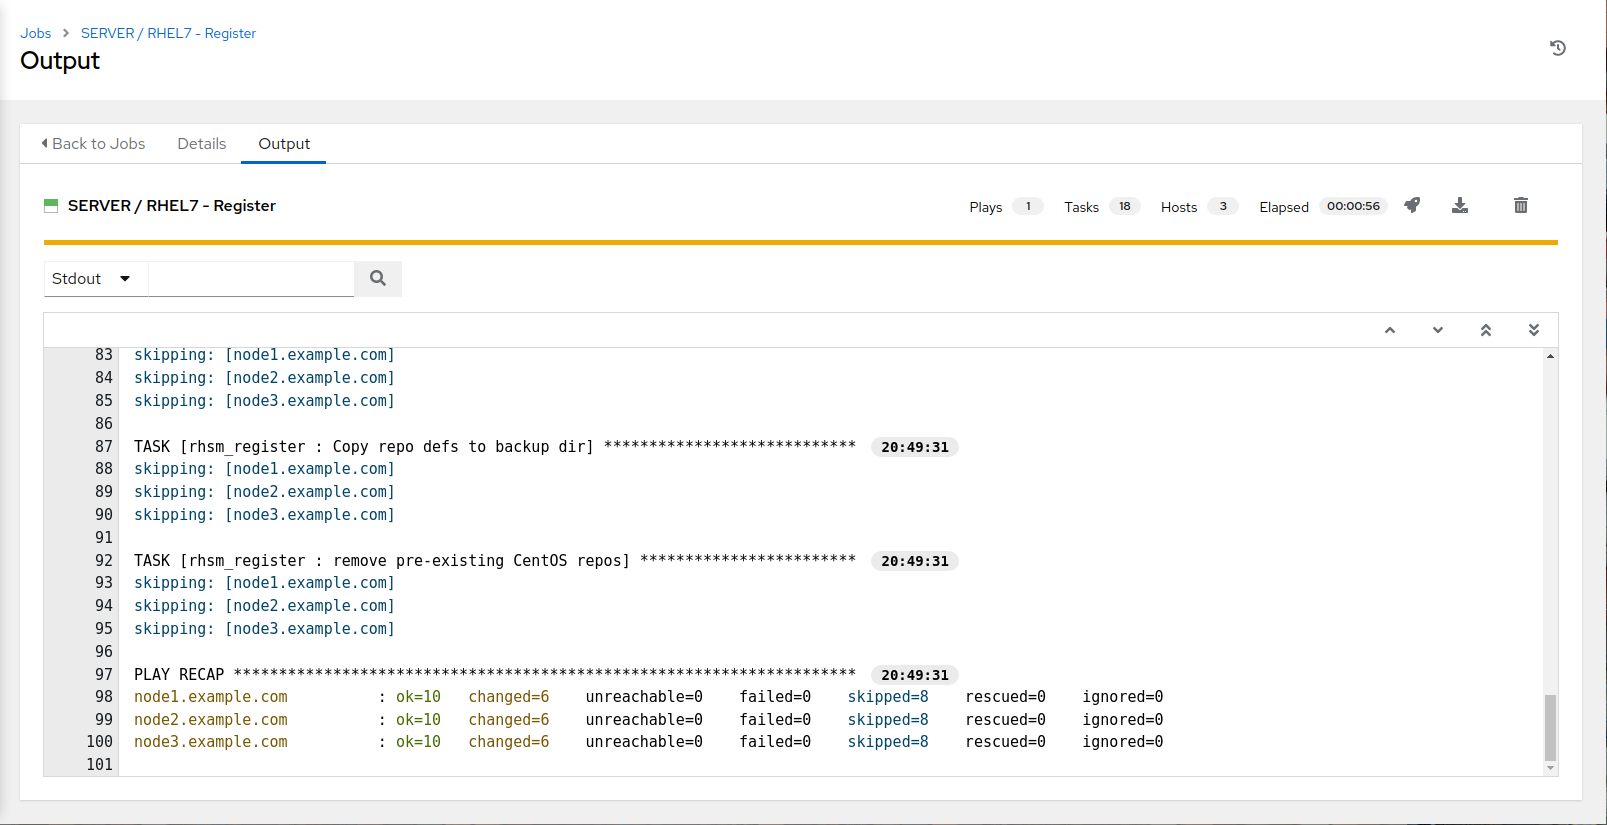 Jobs > SERVER / RHEL7 - Register
Output
Back to Jobs Details Output
SERVER / RHEL7 - Register Plays 1 Tasks 18 Hosts 3 Elapsed 00:00:56
Stdout
83 skipping: [node1.example.com]
84 skipping: [node2.example.com]
85 skipping: [node3.example.com]
86
87 TASK [rhsm_register : Copy repo defs to backup dir] **************************** 20:49:31
88 skipping: [node1.example.com]
89 skipping: [node2.example.com]
90 skipping: [node3.example.com]
91
92 TASK [rhsm_register : remove pre-existing CentOS repos] ************************ 20:49:31
93 skipping: [node1.example.com]
94 skipping: [node2.example.com]
95 skipping: [node3.example.com]
96
97 PLAY RECAP ********************************************************************* 20:49:31
98 node1.example.com : ok=10 changed=6 unreachable=0 failed=0 skipped=8 rescued=0 ignored=0
99 node2.example.com : ok=10 changed=6 unreachable=0 failed=0 skipped=8 rescued=0 ignored=0
100 node3.example.com : ok=10 changed=6 unreachable=0 failed=0 skipped=8 rescued=0 ignored=0
101